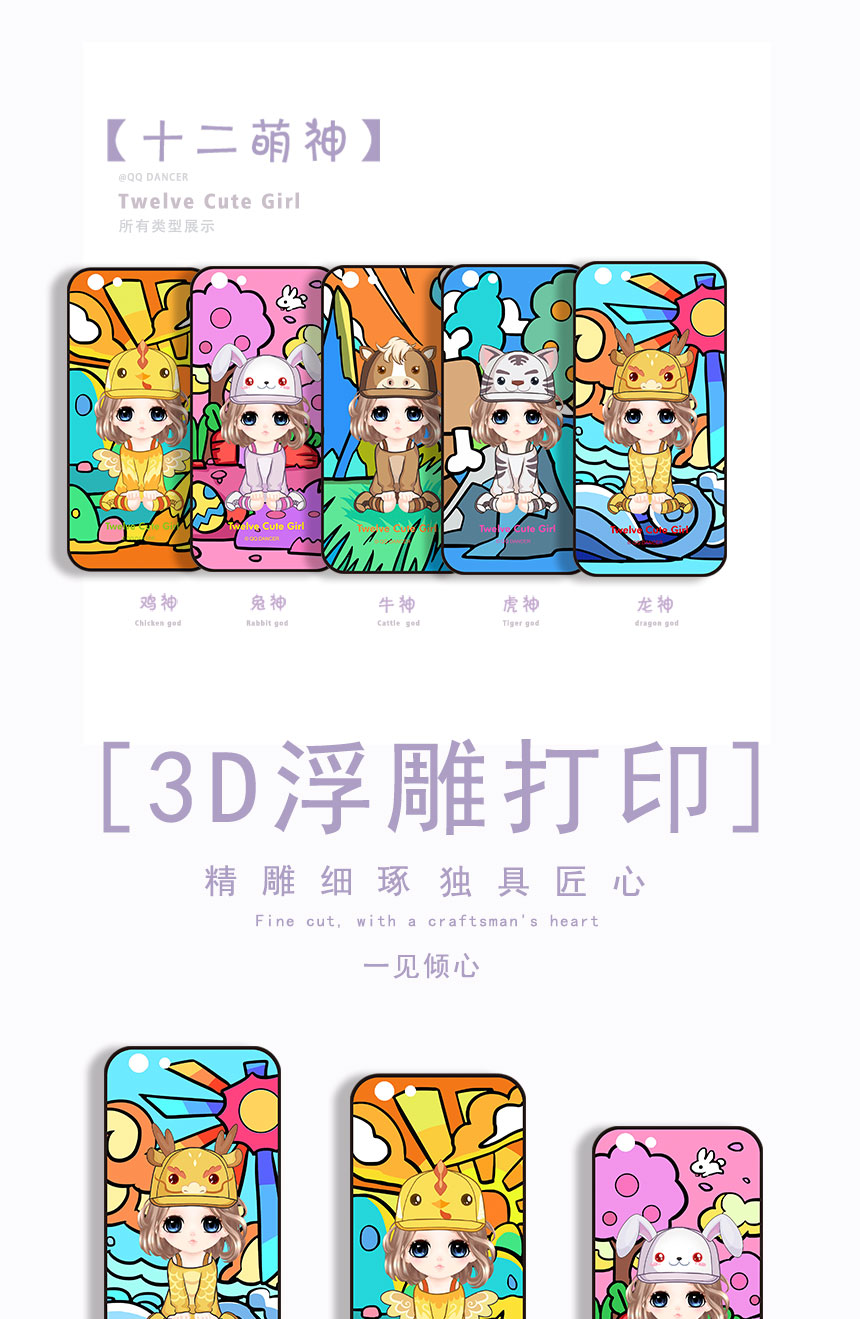 【十二萌神】
@QQ DANCER
Twelve Cute Girl
所有类型展示
Twelve Cute Girl
Twelve Cute Girl
© QQ DANCER
Twelve Cute Girl
Twelve Cute Girl
Twelve Cute Girl
鸡神 兔神 牛神 虎神 龙神
Chicken god Rabbit god Cattle god Tiger god dragon god
[3D浮雕打印]
精雕细琢独具匠心
Fine cut, with a craftsman's heart
一见倾心